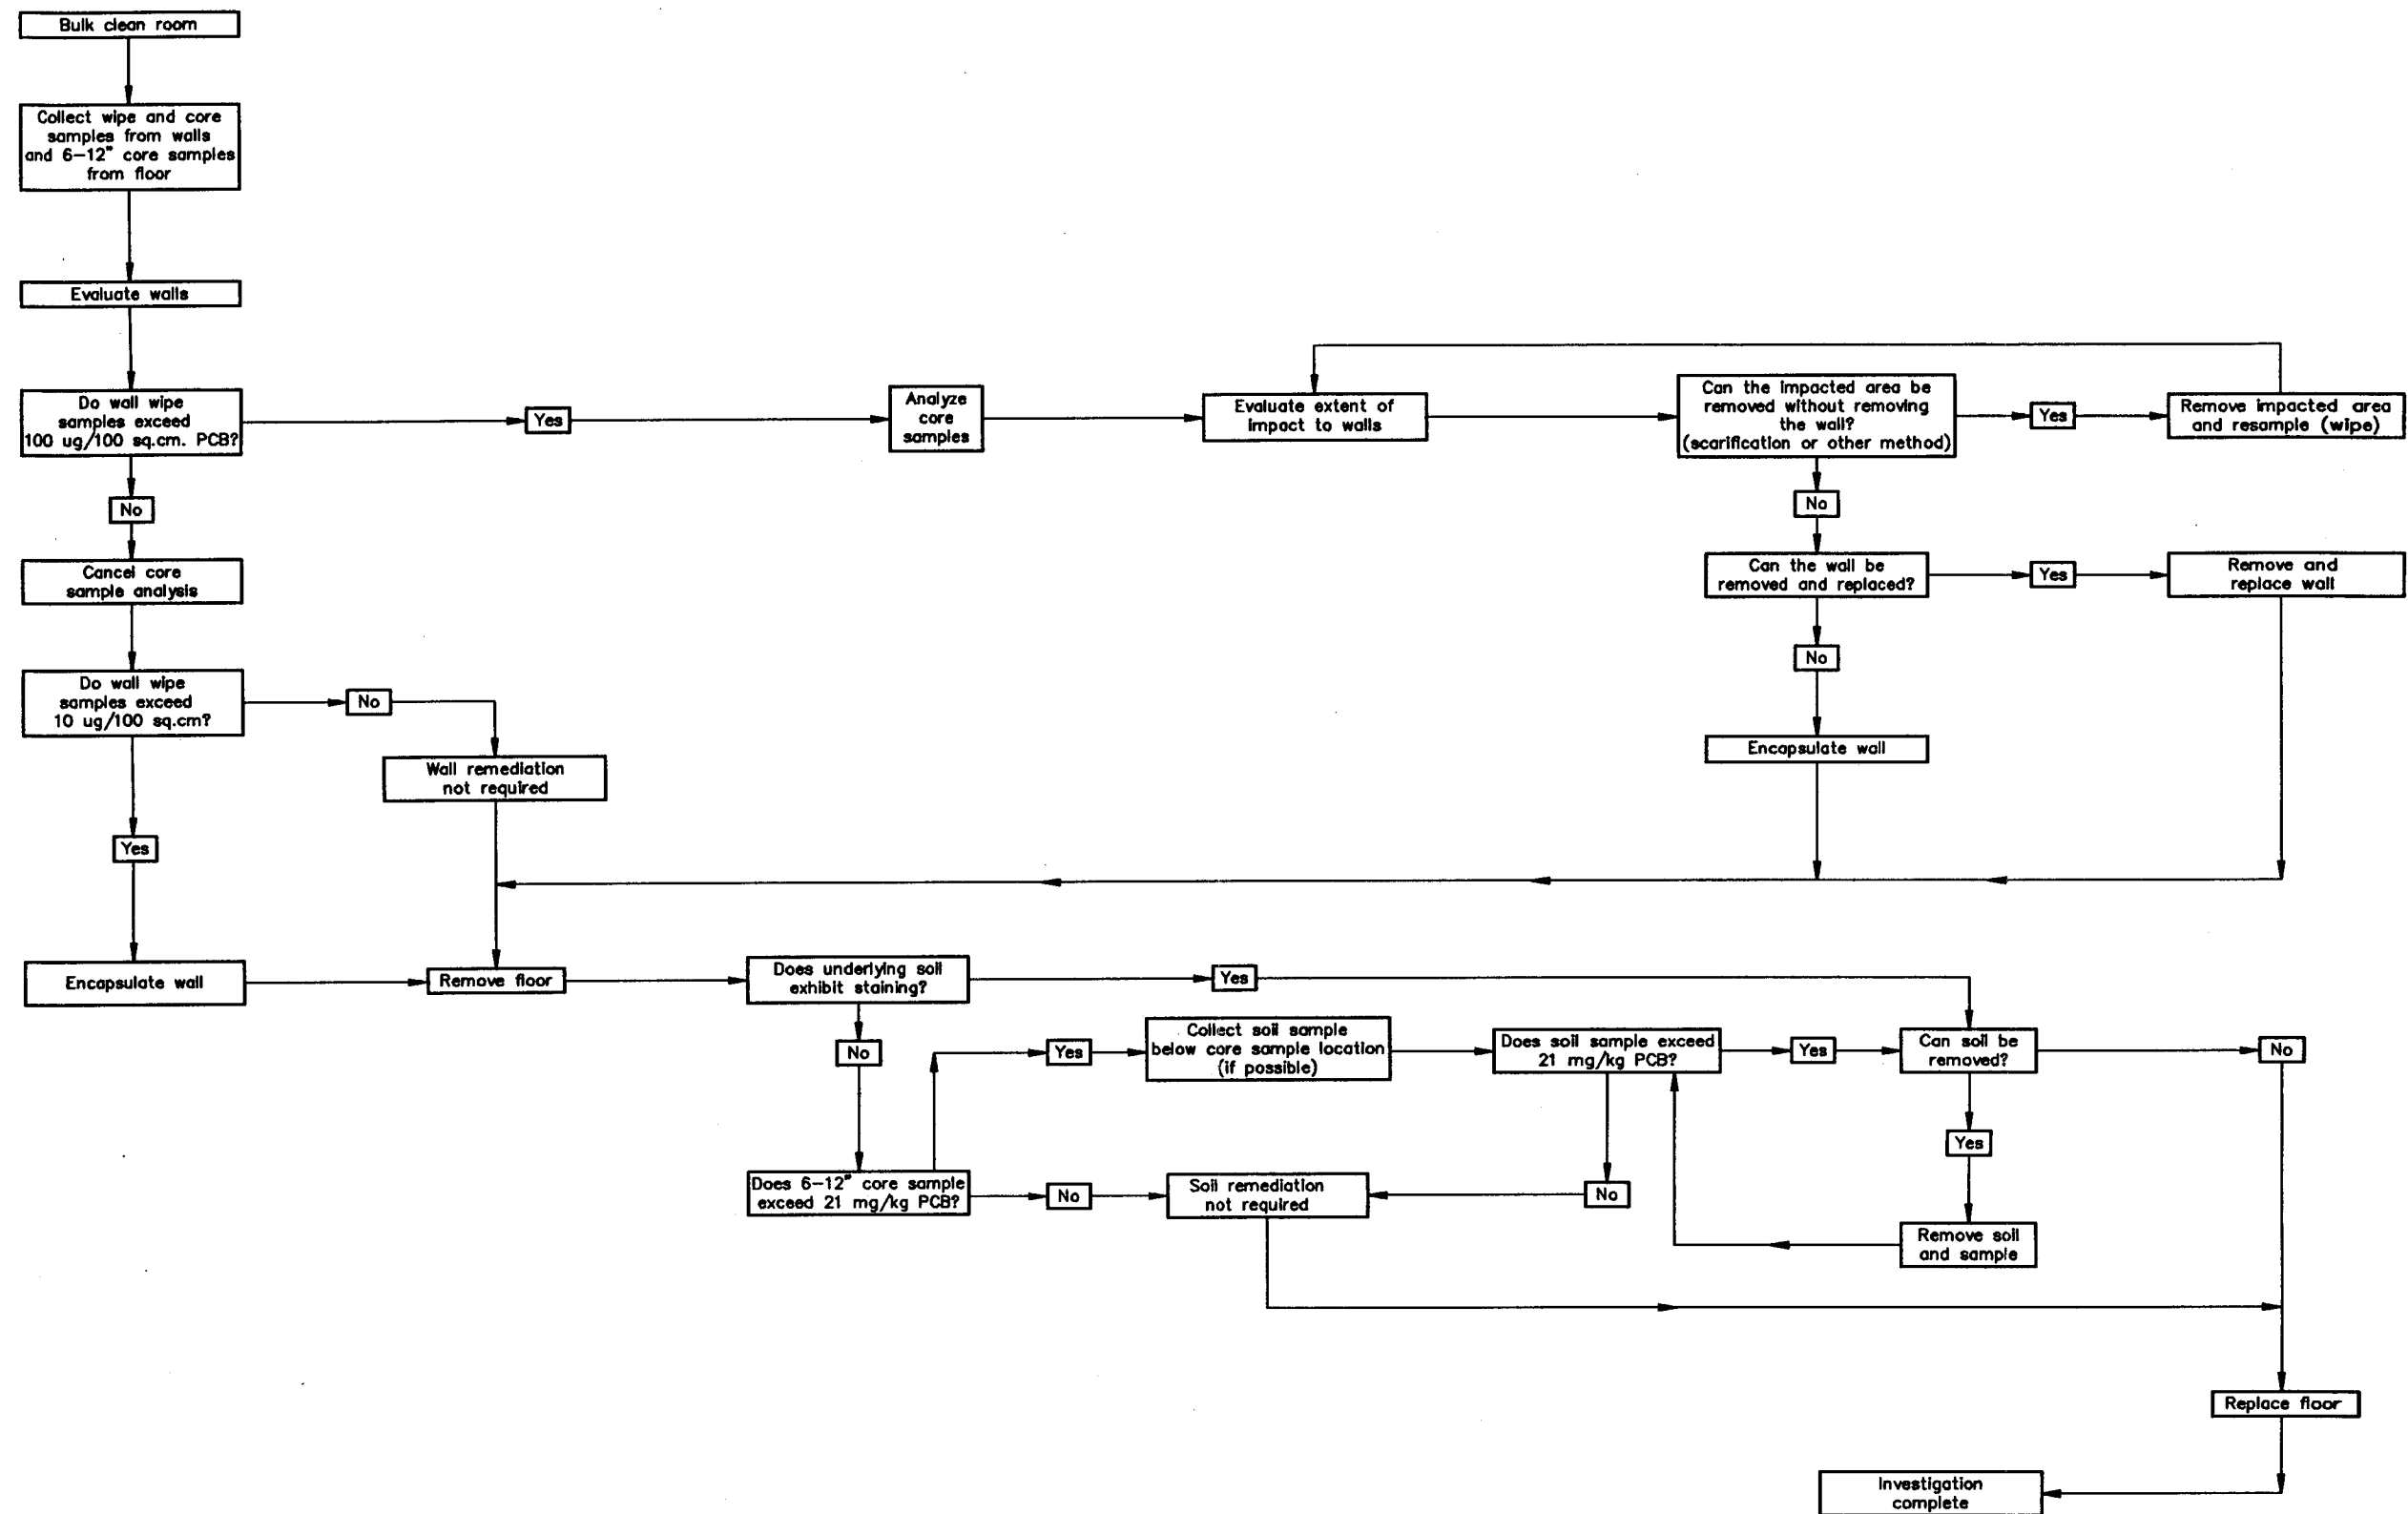 Bulk clean room
Collect wipe and core
samples from walls
and 6-12" core samples
from floor
Evaluate walls
Do wall wipe
samples exceed
100 ug/100 sq.cm. PCB?
Yes
Analyze
core
samples
Evaluate extent of
impact to walls
Can the impacted area be
removed without removing
the wall?
(scarification or other method)
Yes
Remove impacted area
and resample (wipe)
No
No
Cancel core
sample analysis
Can the wall be
removed and replaced?
Yes
Remove and
replace wall
No
Do wall wipe
samples exceed
10 ug/100 sq.cm?
No
Wall remediation
not required
Encapsulate wall
Yes
Encapsulate wall
Remove floor
Does underlying soil
exhibit staining?
Yes
No
Yes
Collect soil sample
below core sample location
(if possible)
Does soil sample exceed
21 mg/kg PCB?
Yes
Can soil be
removed?
No
Yes
Does 6-12" core sample
exceed 21 mg/kg PCB?
No
Soil remediation
not required
No
Remove soil
and sample
Replace floor
Investigation
complete